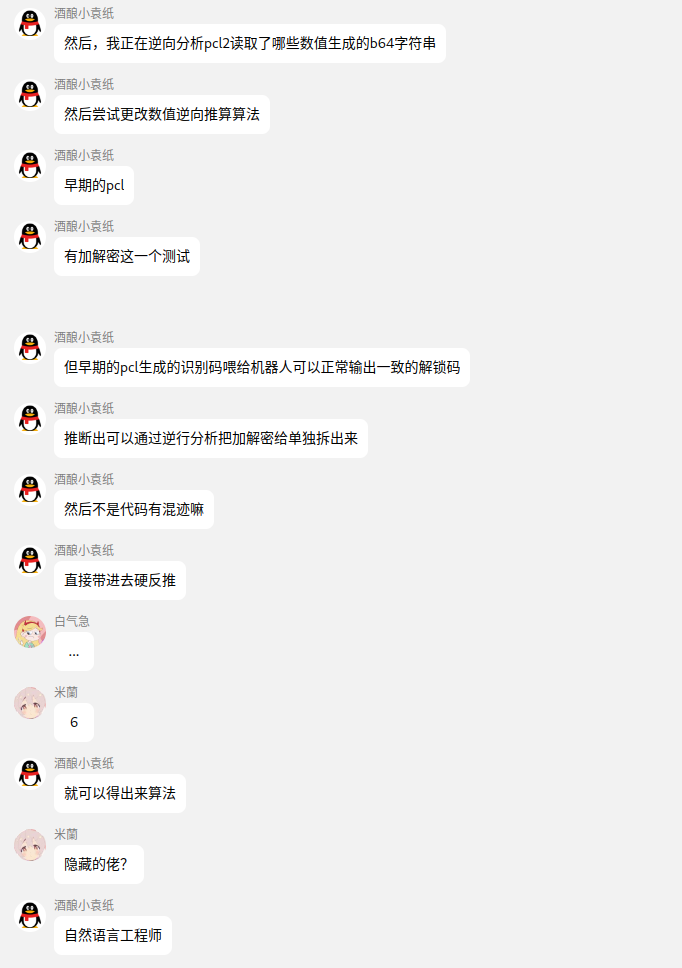 酒酿小袁纸
然后，我正在逆向分析pcl2读取了哪些数值生成的b64字符串
酒酿小袁纸
然后尝试更改数值逆向推算算法
酒酿小袁纸
早期的pcl
酒酿小袁纸
有加解密这一个测试
酒酿小袁纸
但早期的pcl生成的识别码喂给机器人可以正常输出一致的解锁码
酒酿小袁纸
推断出可以通过逆行分析把加解密给单独拆出来
酒酿小袁纸
然后不是代码有混迹嘛
酒酿小袁纸
直接带进去硬反推
白气急
...
米蘭
6
酒酿小袁纸
就可以得出来算法
米蘭
隐藏的佬？
酒酿小袁纸
自然语言工程师